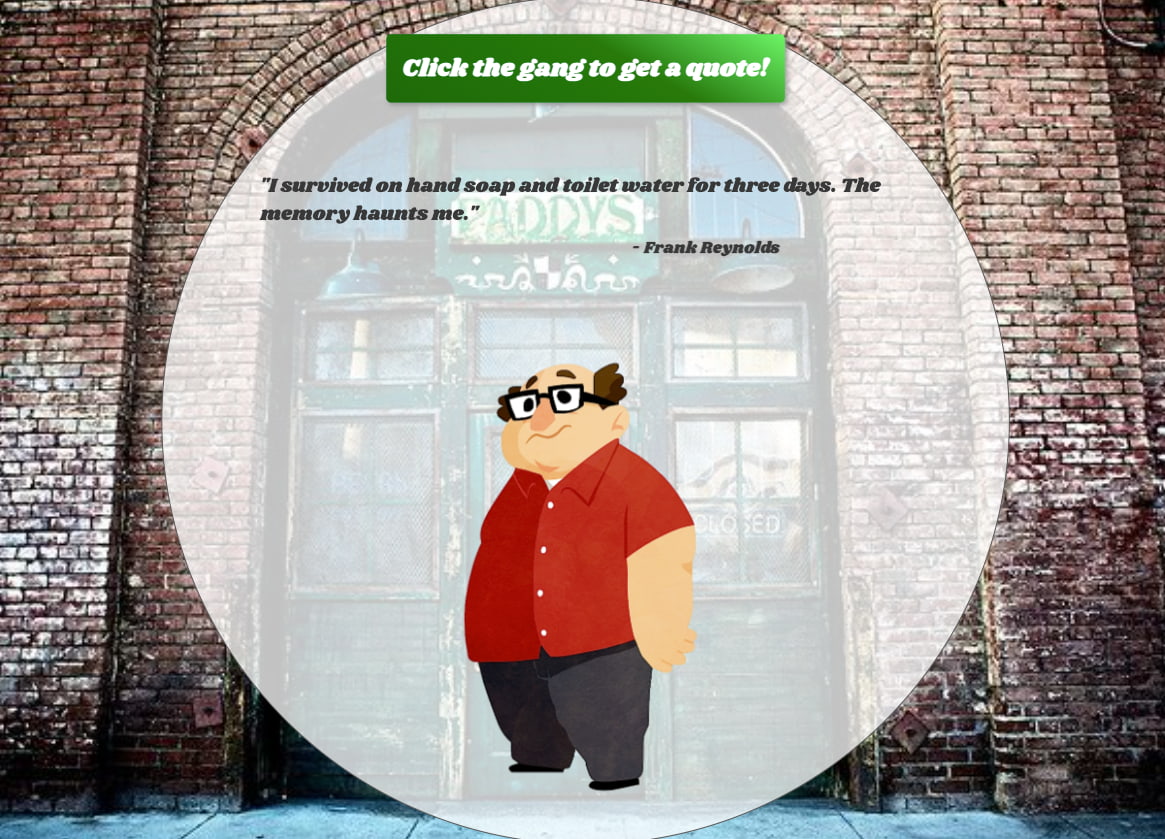 Click the gang to get a quote!
"I survived on hand soap and toilet water for three days. The
memory haunts me."
PADDYS
- Frank Reynolds
CLOSED